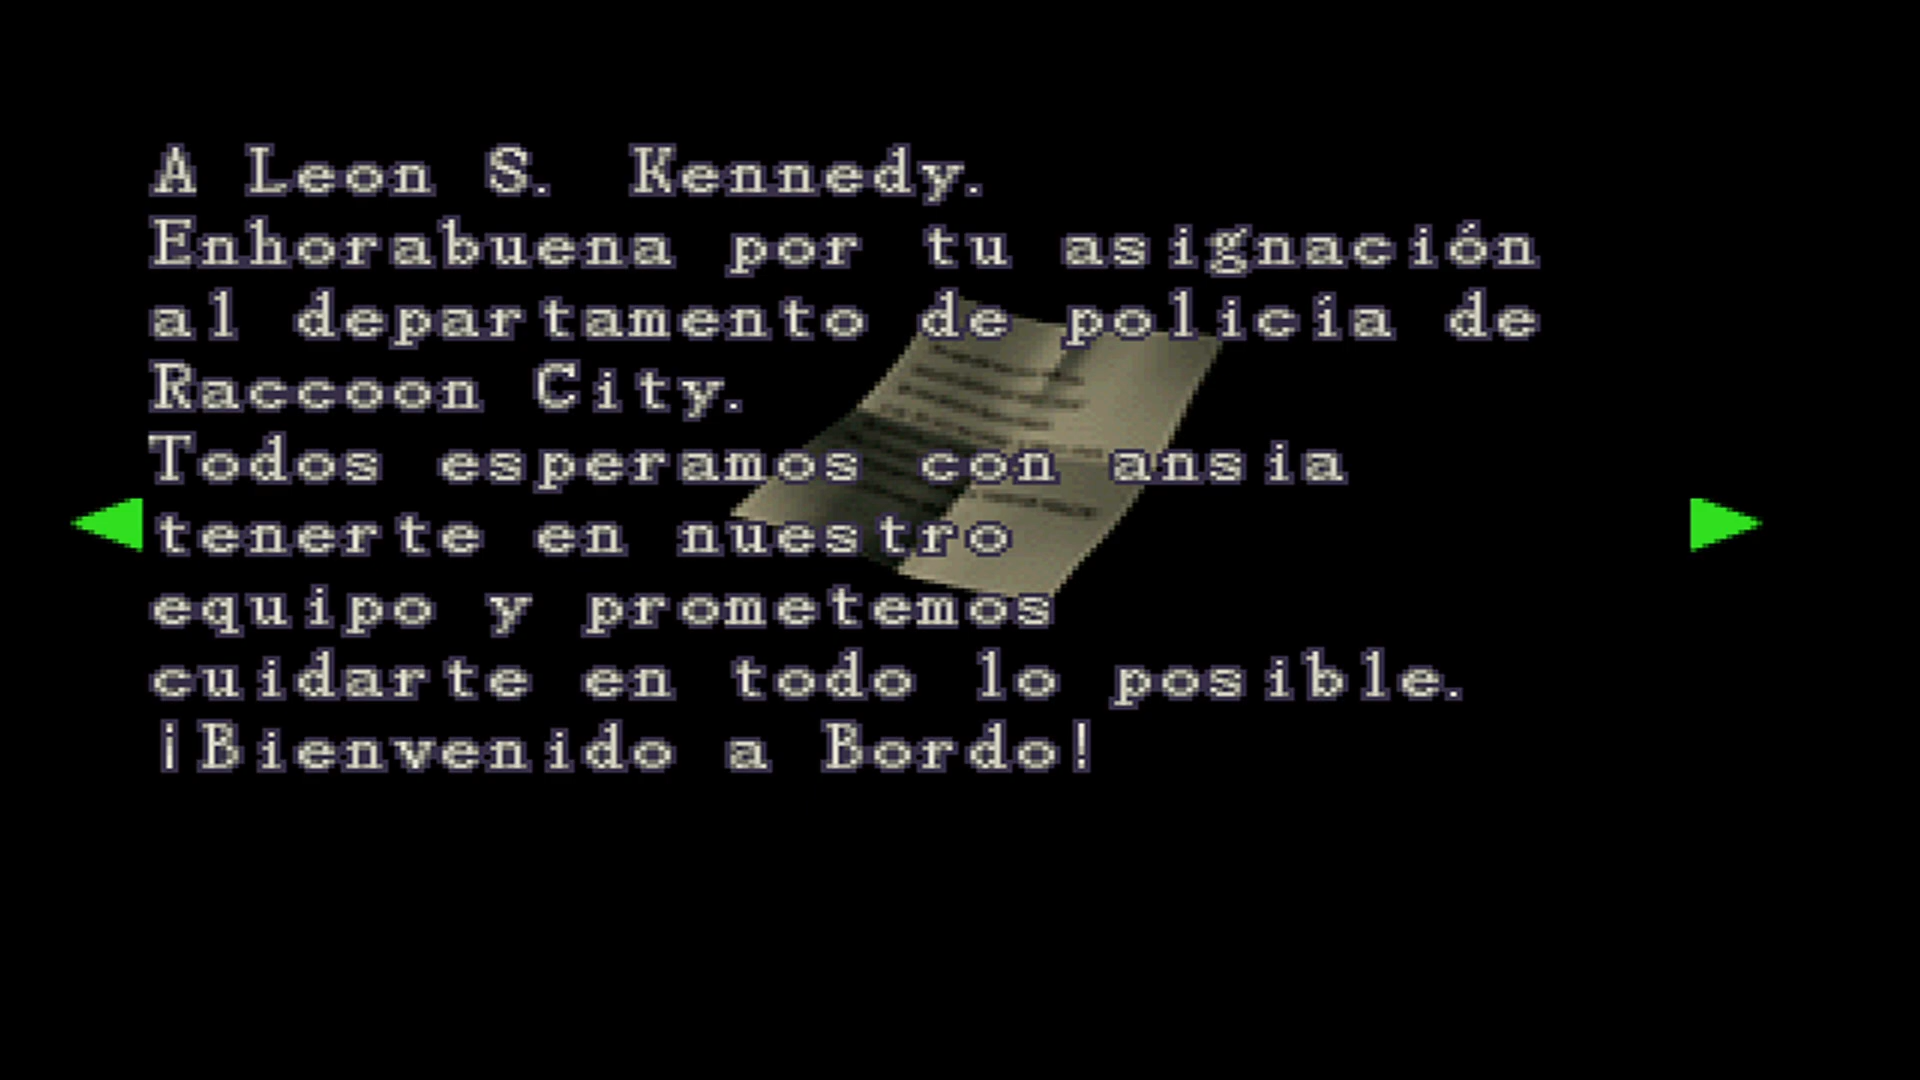 A Leon S. Kennedy.
Enhorabuena por tu asignación
al departamento de policía de
Raccoon City.
Todos esperamos con ansia
tenerte en nuestro
equipo y prometemos
cuidarte en todo lo posible.
¡Bienvenido a Bordo!